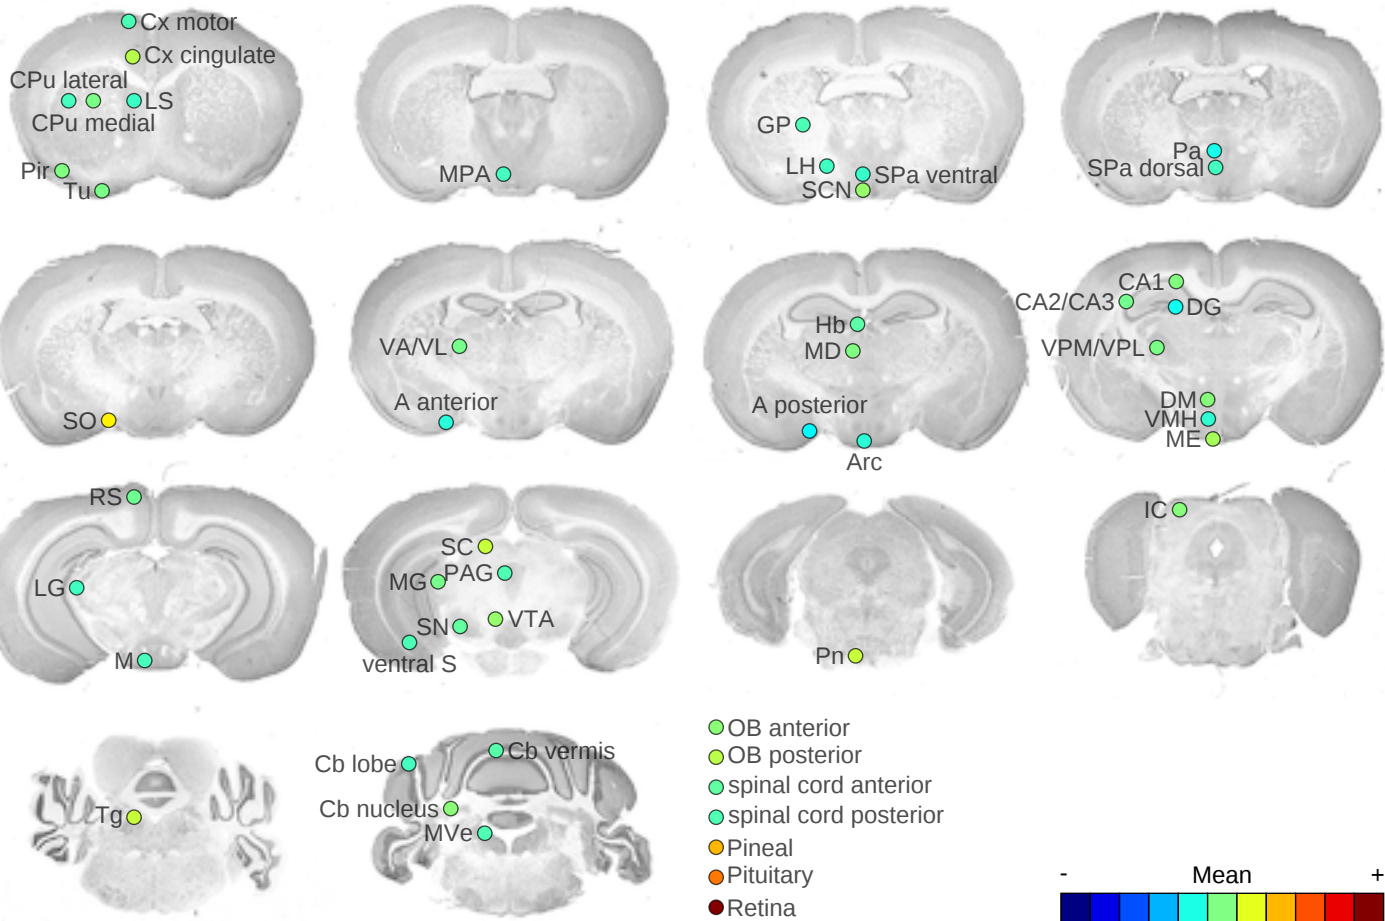 Cx motor
Cx cingulate
CPu lateral
LS
CPu medial
Pir
Tu
MPA
GP
LH
SPa ventral
SCN
Pa
SPa dorsal
SO
VA/VL
A anterior
Hb
MD
A posterior
Arc
CA1
CA2/CA3
DG
VPM/VPL
DM
VMH
ME
RS
LG
M
SC
MG
PAG
SN
VTA
ventral S
Pn
IC
Tg
Cb vermis
Cb lobe
Cb nucleus
MVe
OB anterior
OB posterior
spinal cord anterior
spinal cord posterior
Pineal
Pituitary
Retina
- Mean +